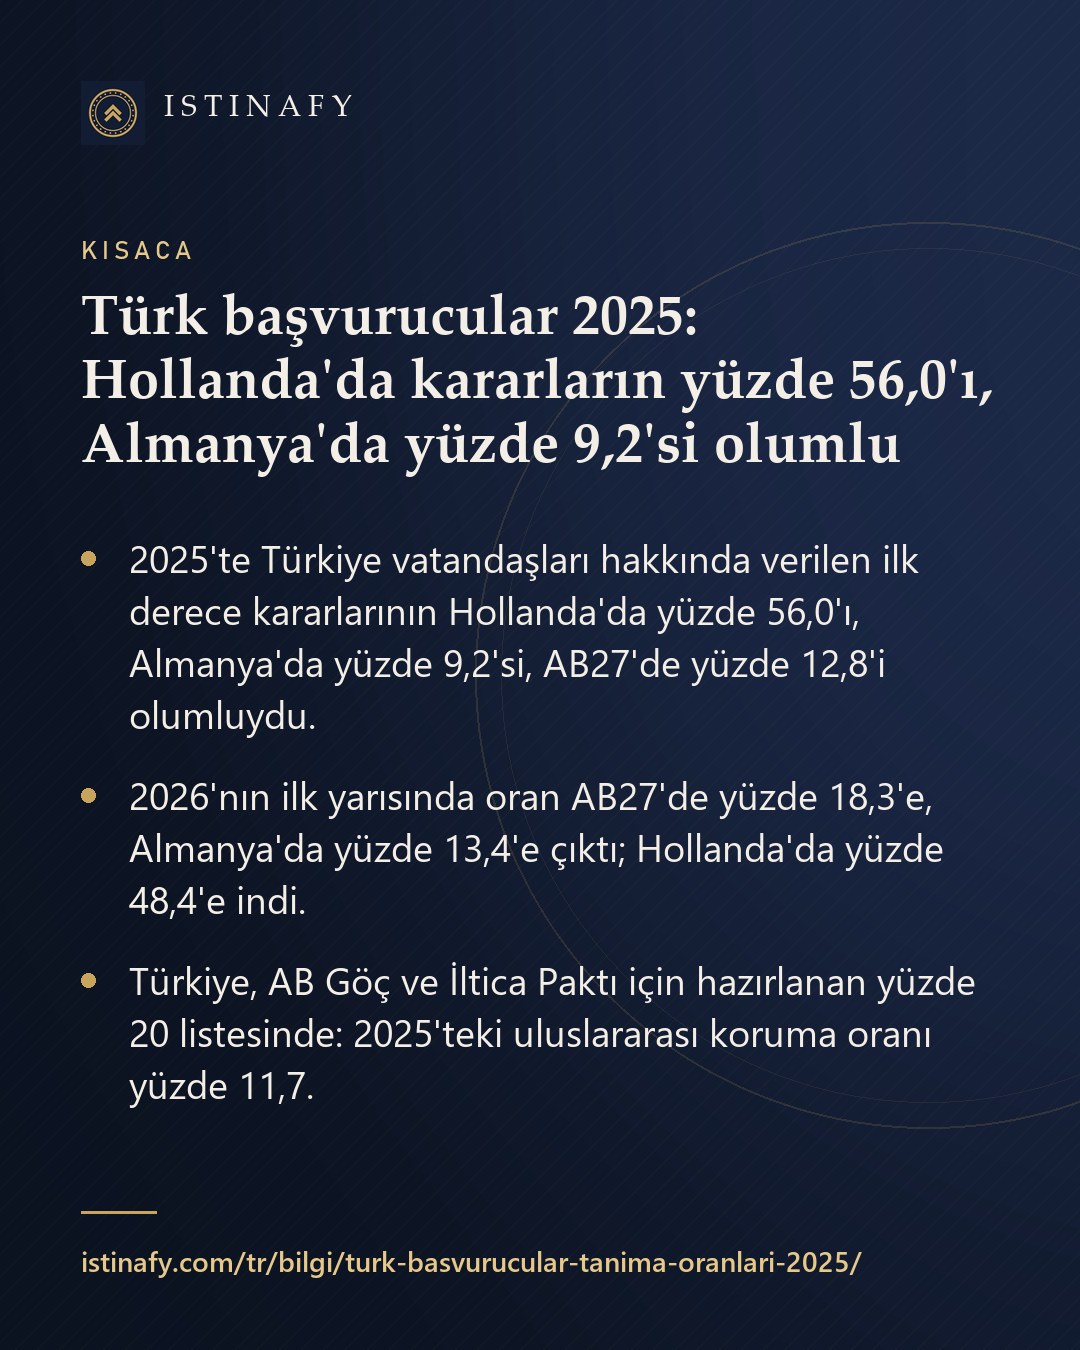 ISTINAFY
KISACA
Türk başvurucular 2025:
Hollanda'da kararların yüzde 56,0'ı,
Almanya'da yüzde 9,2'si olumlu
2025'te Türkiye vatandaşları hakkında verilen ilk
derece kararlarının Hollanda'da yüzde 56,0'ı,
Almanya'da yüzde 9,2'si, AB27'de yüzde 12,8'i
olumluydu.
2026'nın ilk yarısında oran AB27'de yüzde 18,3'e,
Almanya'da yüzde 13,4'e çıktı; Hollanda'da yüzde
48,4'e indi.
Türkiye, AB Göç ve İltica Paktı için hazırlanan yüzde
20 listesinde: 2025'teki uluslararası koruma oranı
yüzde 11,7.
istinafy.com/tr/bilgi/turk-basvurucular-tanima-oranlari-2025/